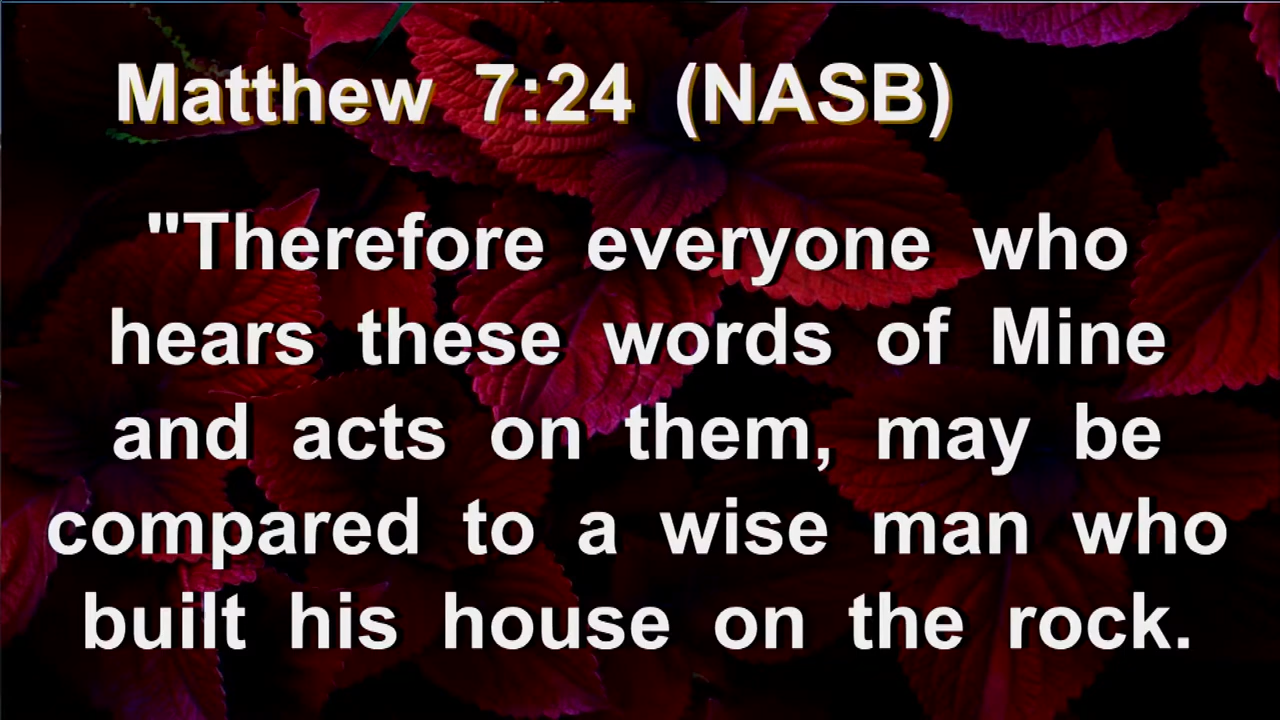 Matthew 7:24 (NASB)
"Therefore everyone who
hears these words of Mine
and acts on them, may be
compared to a wise man who
built his house on the rock.